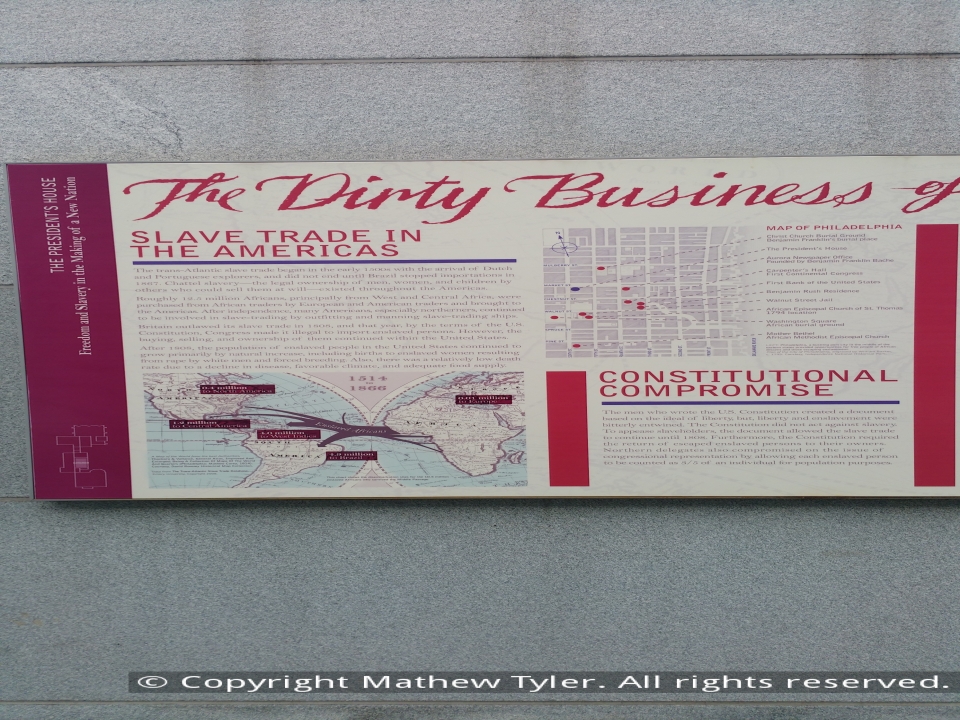 THE PRESIDENT'S HOUSE
Freedom and Slavery in the Making of a New Nation
The Dirty Business of
SLAVE TRADE IN
THE AMERICAS
The trans-Atlantic slave trade began in the early 1500s with the arrival of Dutch
and Portuguese explorers, and did not end until Brazil stopped importation in
1867. Chattel slavery—the legal ownership of men, women, and children by
others who could sell them at will—existed throughout the Americas.
Roughly 12.5 million Africans, principally from West and Central Africa, were
purchased from African traders by European and American traders and brought to
the Americas. After independence, many Americans, especially northerners, continued
to be involved in slave-trading by outfitting and manning slave-trading ships.
Britain outlawed its slave trade in 1808, and that year, by the terms of the U.S.
Constitution, Congress made it illegal to import enslaved persons. However, the
buying, selling, and ownership of them continued within the United States.
After 1808, the population of enslaved people in the United States continued to
grow primarily by natural increase, including births to enslaved women resulting
from rape by white men and forced breeding. Also, there was a relatively low death
rate due to a decline in disease, favorable climes, and adequate food supply.
1514
to
1866
0.4 million
to North America
0.01 million
to Europe
to Central America
to West Indies
Enslaved Africans
SOUTH
AMERICA
to Brazil
MAP OF PHILADELPHIA
Christ Church Burial Ground
Benjamin Franklin's burial place
The President's House
Aurora Newspaper Office
Founded by Benjamin Franklin Bache
Carpenter's Hall
First Continental Congress
First Bank of the United States
Benjamin Rush Residence
Walnut Street Jail
African Episcopal Church of St. Thomas,
1794 location
Washington Square
African burial ground
Mother Bethel
African Methodist Episcopal Church
CONSTITUTIONAL
COMPROMISE
The men who wrote the U.S. Constitution created a document
based on the ideal of liberty, but, liberty and enslavement were
bitterly entwined. The Constitution did not act against slavery.
To appease slaveholders, the document allowed the slave trade
to continue until 1808. Furthermore, the Constitution required
the return of escaped enslaved people to their enslavers.
Northern delegates also compromised on the issue of
congressional representation by allowing each enslaved person
to be counted as 3/5 of an individual for population purposes.
© Copyright Mathew Tyler. All rights reserved.